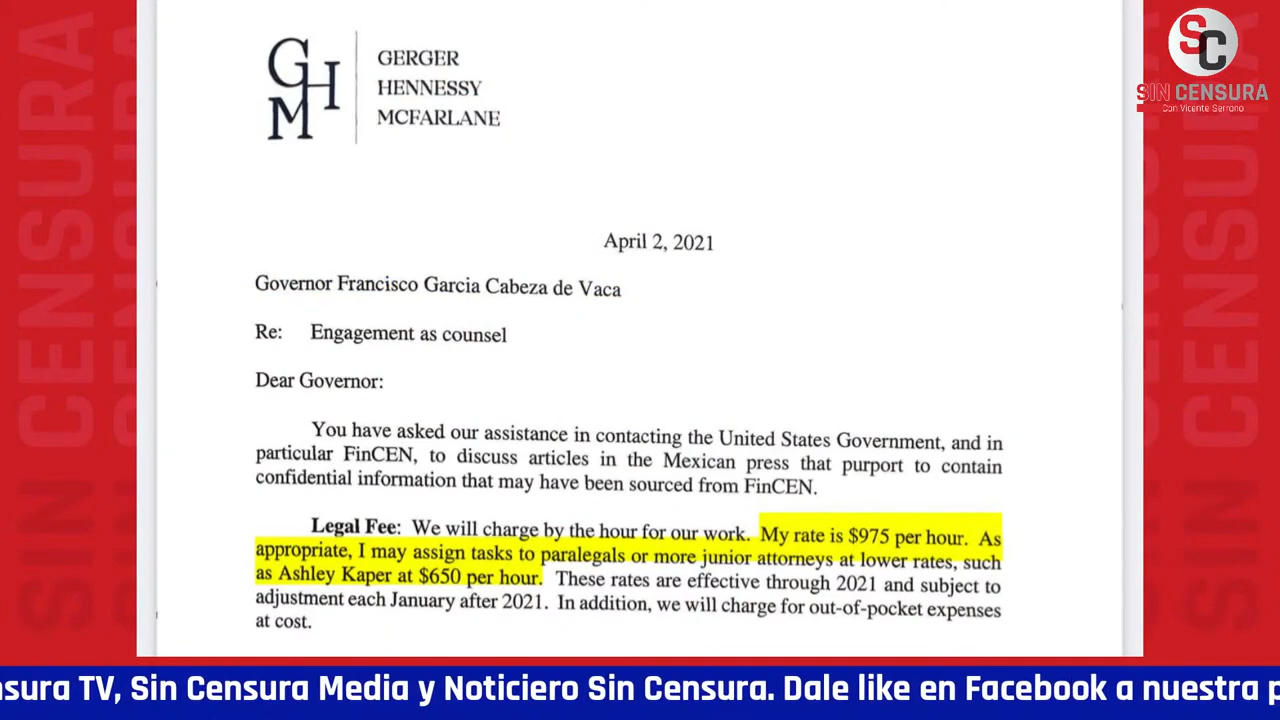 GHM
GERGER
HENNESSY
MCFARLANE
SC
SIN CENSURA
Con Vicente Serrano
April 2, 2021
Governor Francisco Garcia Cabeza de Vaca
Re: Engagement as counsel
Dear Governor:
You have asked our assistance in contacting the United States Government, and in
particular FinCEN, to discuss articles in the Mexican press that purport to contain
confidential information that may have been sourced from FinCEN.
Legal Fee: We will charge by the hour for our work. My rate is $975 per hour. As
appropriate, I may assign tasks to paralegals or more junior attorneys at lower rates, such
as Ashley Kaper at $650 per hour. These rates are effective through 2021 and subject to
adjustment each January after 2021. In addition, we will charge for out-of-pocket expenses
at cost.
SIN CENSURA
SIN CENSURA
nsura TV, Sin Censura Media y Noticiero Sin Censura. Dale like en Facebook a nuestra p